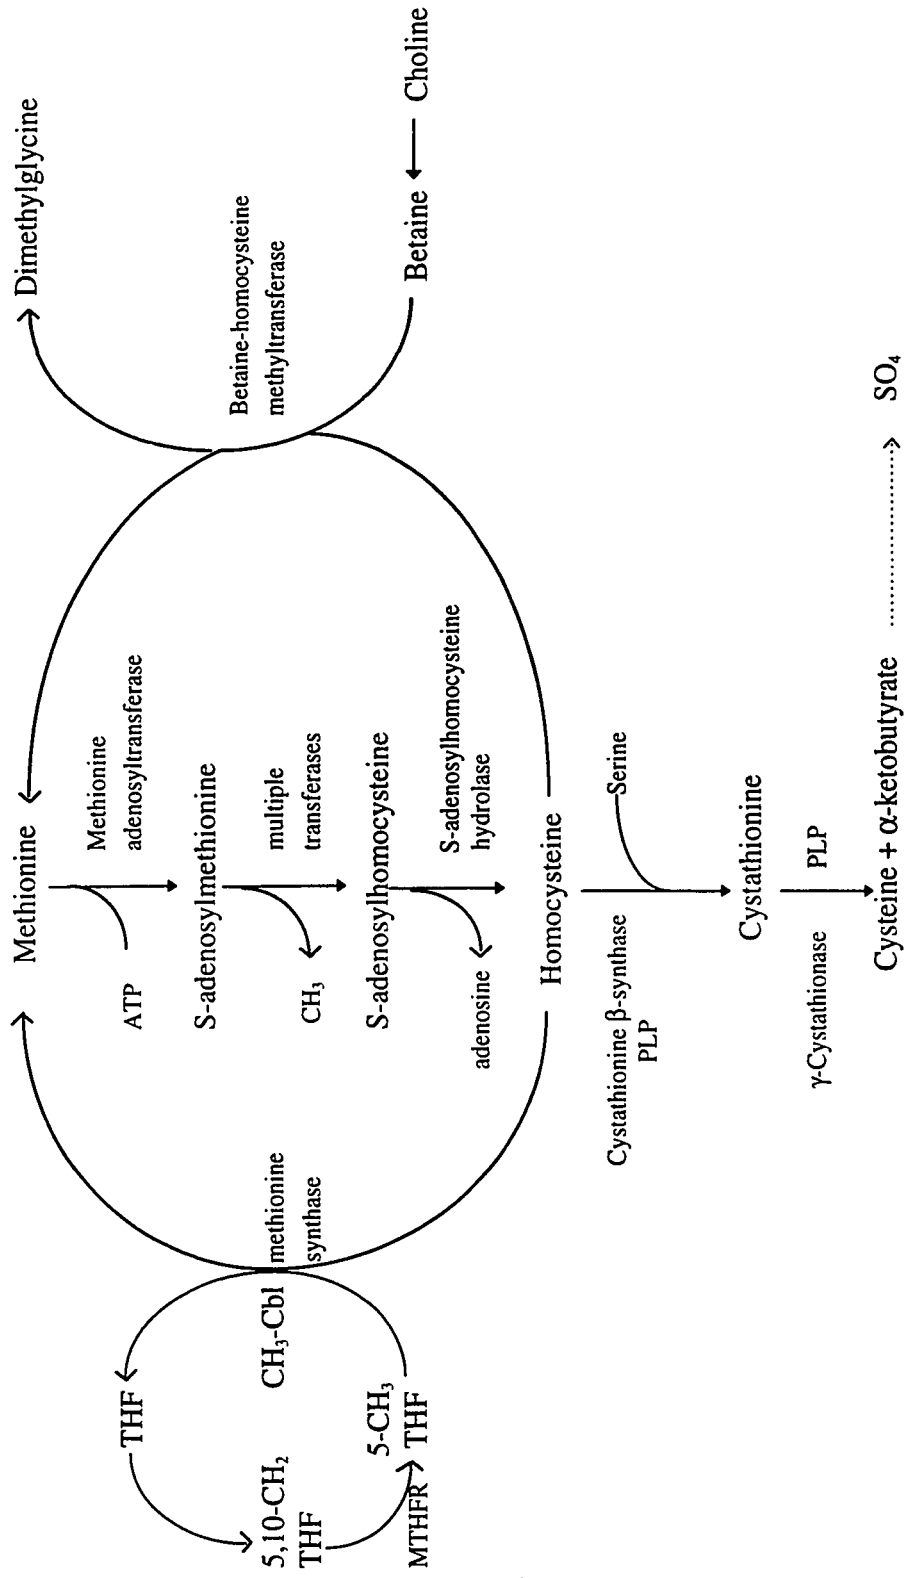 Methionine
Dimethylglycine
Methionine
adenosyltransferase
ATP
THF
S-adenosylmethionine
Betaine-homocysteine
methyltransferase
5,10-CH₂
THF
CH₃-Cbl
methionine
synthase
multiple
transferases
CH₃
S-adenosylhomocysteine
5-CH₃
THF
MTHFR
Betaine
Choline
S-adenosylhomocysteine
hydrolase
adenosine
Homocysteine
Cystathionine β-synthase
PLP
Serine
Cystathionine
γ-Cystathionase
PLP
Cysteine + α-ketobutyrate
SO₄